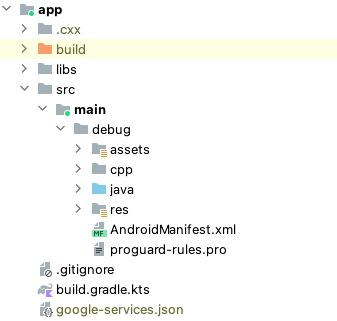 app
.cxx
build
libs
src
main
debug
assets
cpp
java
res
MF AndroidManifest.xml
proguard-rules.pro
.gitignore
build.gradle.kts
google-services.json